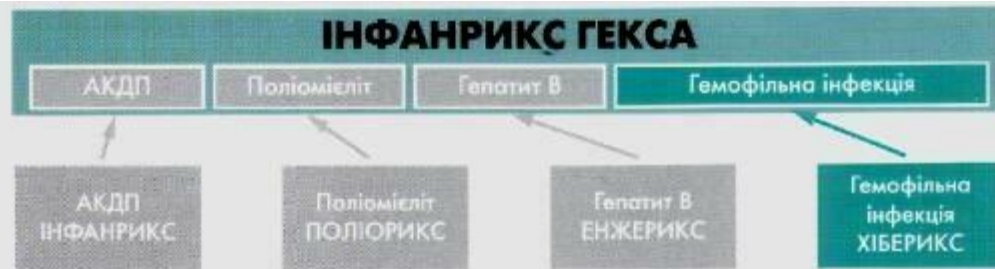 ІНФАНРИКС ГЕКСА
АКДП
Поліомієліт
Гепатит В
Гемофільна інфекція
АКДП
ІНФАНРИКС
Поліомієліт
ПОЛІОРИКС
Гепатит В
ЕНЖЕРИКС
Гемофільна
інфекція
ХІБЕРИКС